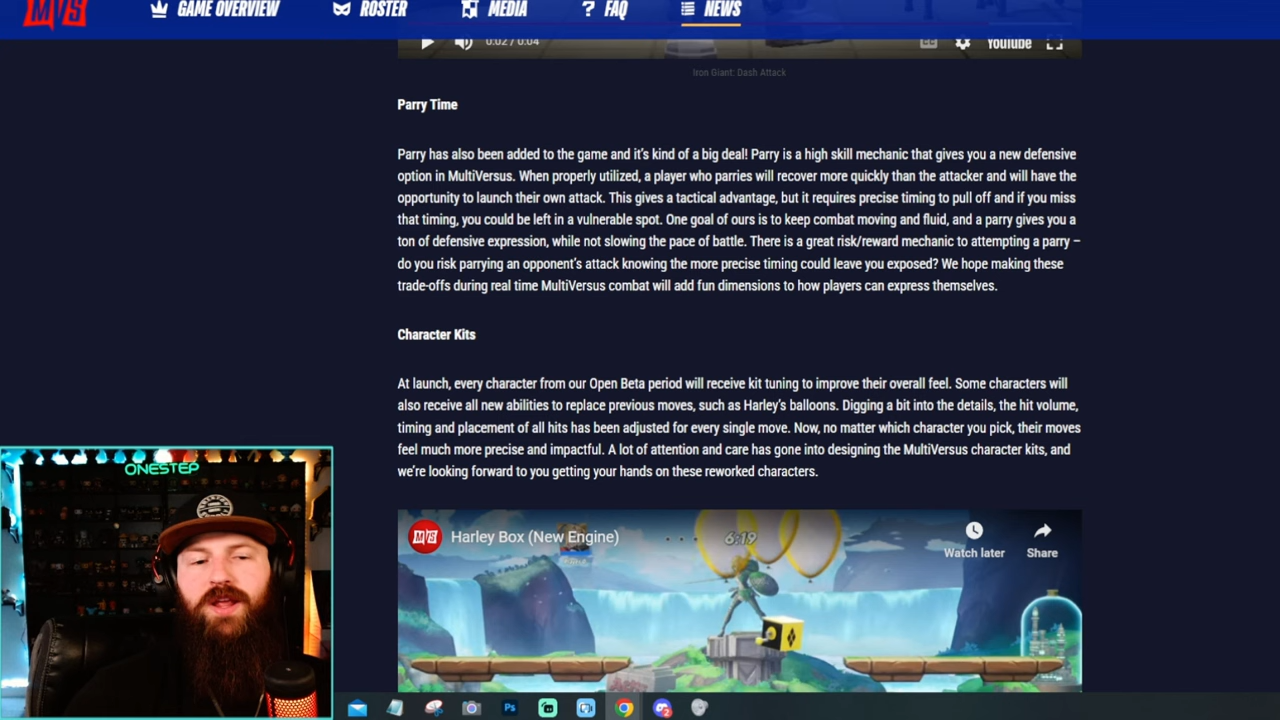 MVS
GAME OVERVIEW
ROSTER
MEDIA
? FAQ
NEWS
0:02 / 0:04
CC
YouTube
Iron Giant: Dash Attack
Parry Time
Parry has also been added to the game and it's kind of a big deal! Parry is a high skill mechanic that gives you a new defensive
option in MultiVersus. When properly utilized, a player who parries will recover more quickly than the attacker and will have the
opportunity to launch their own attack. This gives a tactical advantage, but it requires precise timing to pull off and if you miss
that timing, you could be left in a vulnerable spot. One goal of ours is to keep combat moving and fluid, and a parry gives you a
ton of defensive expression, while not slowing the pace of battle. There is a great risk/reward mechanic to attempting a parry –
do you risk parrying an opponent's attack knowing the more precise timing could leave you exposed? We hope making these
trade-offs during real time MultiVersus combat will add fun dimensions to how players can express themselves.
Character Kits
At launch, every character from our Open Beta period will receive kit tuning to improve their overall feel. Some characters will
also receive all new abilities to replace previous moves, such as Harley's balloons. Digging a bit into the details, the hit volume,
timing and placement of all hits has been adjusted for every single move. Now, no matter which character you pick, their moves
feel much more precise and impactful. A lot of attention and care has gone into designing the MultiVersus character kits, and
we're looking forward to you getting your hands on these reworked characters.
MVS
Harley Box (New Engine)
6:19
Watch later
Share
ONESTEP
Ps
2